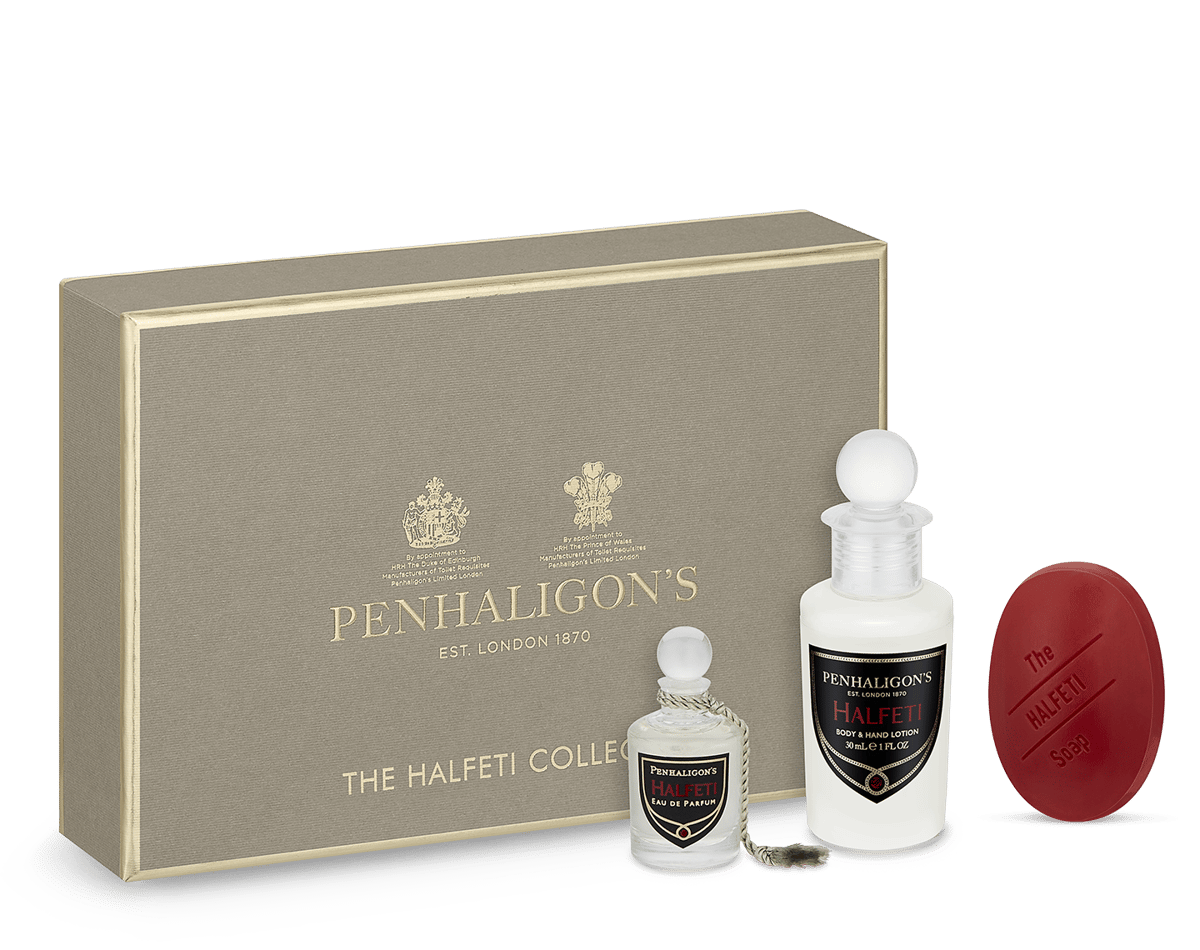 By appointment to
HRH The Duke of Edinburgh
Manufacturers of Toilet Requisites
Penhaligon's Limited London
By appointment to
HRH The Prince of Wales
Manufacturers of Toilet Requisites
Penhaligon's Limited London
PENHALIGON'S
EST. LONDON 1870
THE HALFETI COLLEC
PENHALIGON'S
HALFETI
EAU DE PARFUM
PENHALIGON'S
EST. LONDON 1870
HALFETI
BODY & HAND LOTION
30 mL ℮ 1 FL OZ
The
HALFETI
Soap